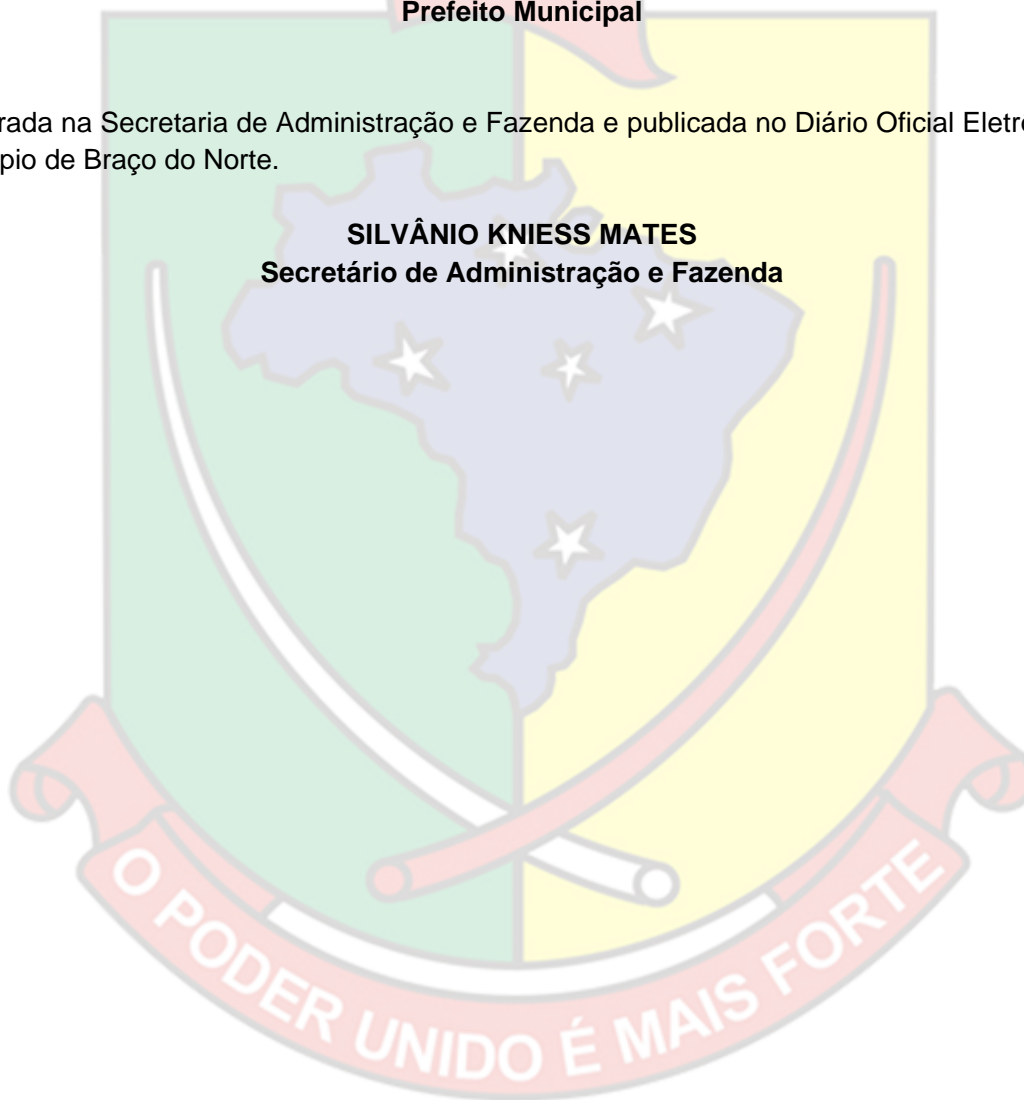 Prefeito Municipal
rada na Secretaria de Administração e Fazenda e publicada no Diário Oficial Eletr
pio de Braço do Norte.
SILVÂNIO KNIESS MATES
Secretário de Administração e Fazenda
O PODER UNIDO É MAIS FORTE